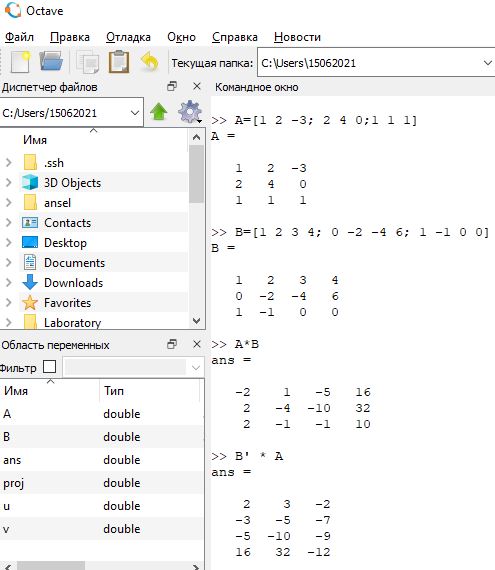 Octave
Файл Правка Отладка Окно Справка Новости
Текущая папка: C:\Users\15062021
Диспетчер файлов
C:/Users/15062021
Имя
.ssh
3D Objects
ansel
Contacts
Desktop
Documents
Downloads
Favorites
Laboratory
Область переменных
Фильтр
Имя Тип
A double
B double
ans double
proj double
u double
v double
Командное окно
>> A=[1 2 -3; 2 4 0;1 1 1]
A =
1 2 -3
2 4 0
1 1 1
>> B=[1 2 3 4; 0 -2 -4 6; 1 -1 0 0]
B =
1 2 3 4
0 -2 -4 6
1 -1 0 0
>> A*B
ans =
-2 1 -5 16
2 -4 -10 32
2 -1 -1 10
>> B' * A
ans =
2 3 -2
-3 -5 -7
-5 -10 -9
16 32 -12